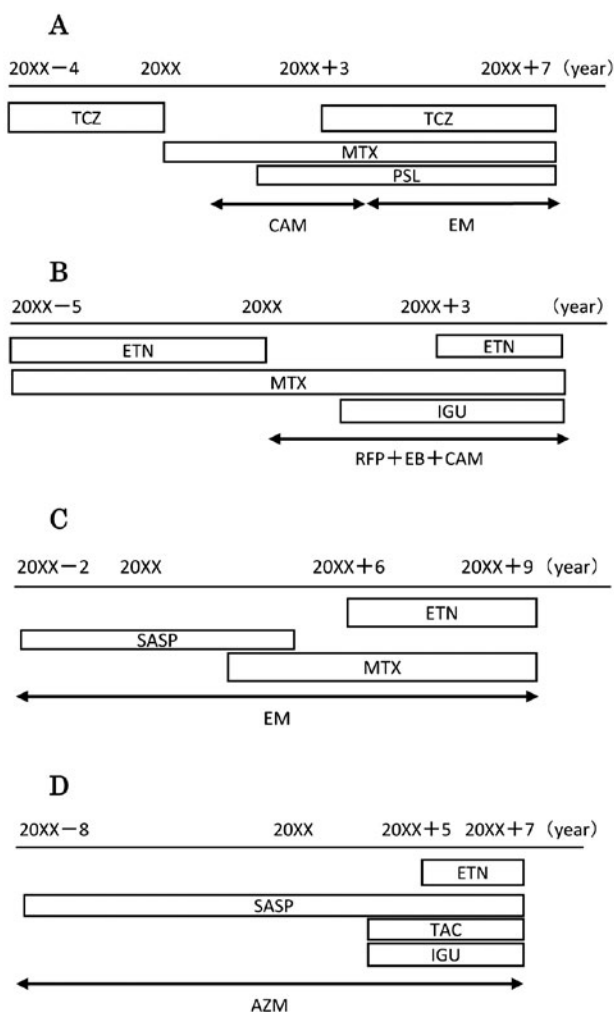 A
20XX−4 20XX 20XX+3 20XX+7 (year)
TCZ TCZ
MTX
PSL
CAM EM
B
20XX−5 20XX 20XX+3 (year)
ETN ETN
MTX
IGU
RFP+EB+CAM
C
20XX−2 20XX 20XX+6 20XX+9 (year)
ETN
SASP
MTX
EM
D
20XX−8 20XX 20XX+5 20XX+7 (year)
ETN
SASP
TAC
IGU
AZM